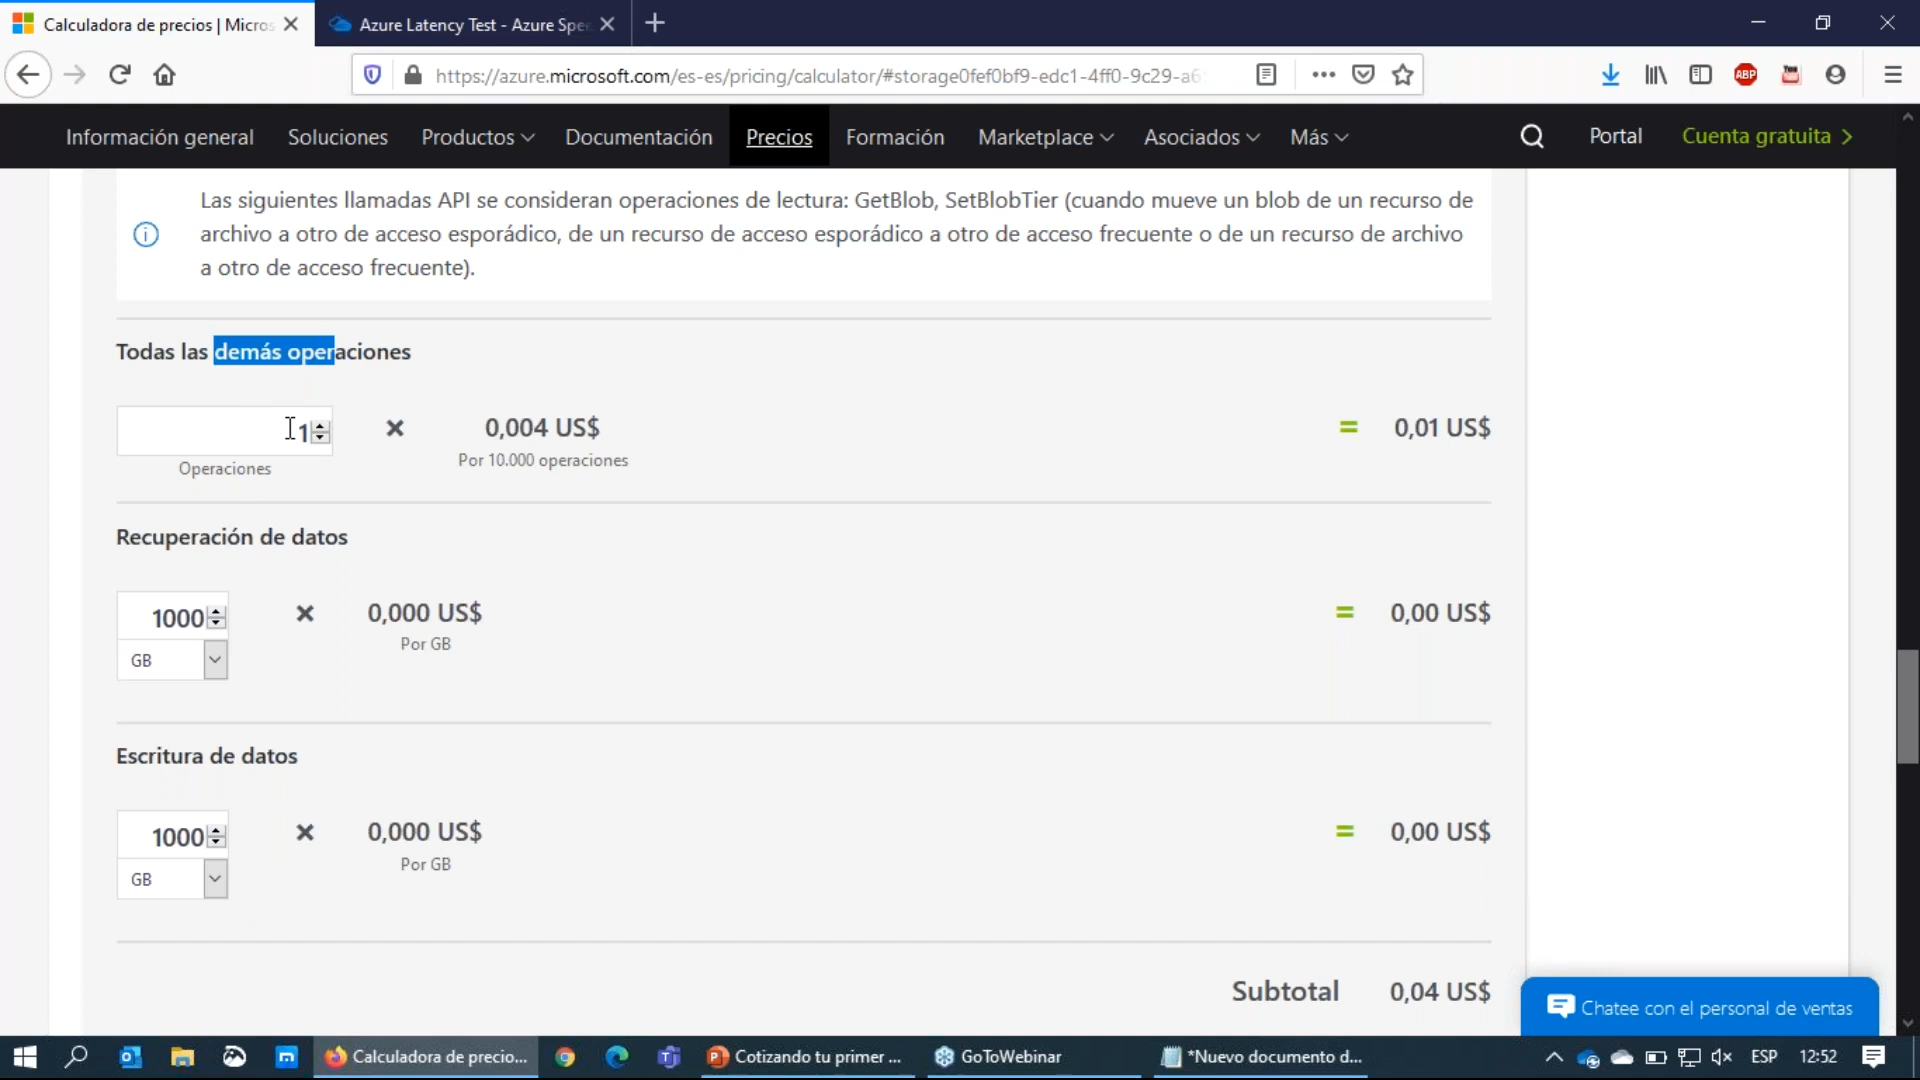 Calculadora de precios | Micros
Azure Latency Test - Azure Spe
https://azure.microsoft.com/es-es/pricing/calculator/#storage0fef0bf9-edc1-4ff0-9c29-a6
ABP
Información general
Soluciones
Productos
Documentación
Precios
Formación
Marketplace
Asociados
Más
Portal
Cuenta gratuita
Las siguientes llamadas API se consideran operaciones de lectura: GetBlob, SetBlobTier (cuando mueve un blob de un recurso de
archivo a otro de acceso esporádico, de un recurso de acceso esporádico a otro de acceso frecuente o de un recurso de archivo
a otro de acceso frecuente).
Todas las demás operaciones
1 × 0,004 US$ = 0,01 US$
Operaciones
Por 10.000 operaciones
Recuperación de datos
1000 × 0,000 US$ = 0,00 US$
Por GB
GB
Escritura de datos
1000 × 0,000 US$ = 0,00 US$
Por GB
GB
Subtotal 0,04 US$
Chatee con el personal de ventas
Calculadora de precio...
Cotizando tu primer ...
GoToWebinar
*Nuevo documento d...
ESP
12:52